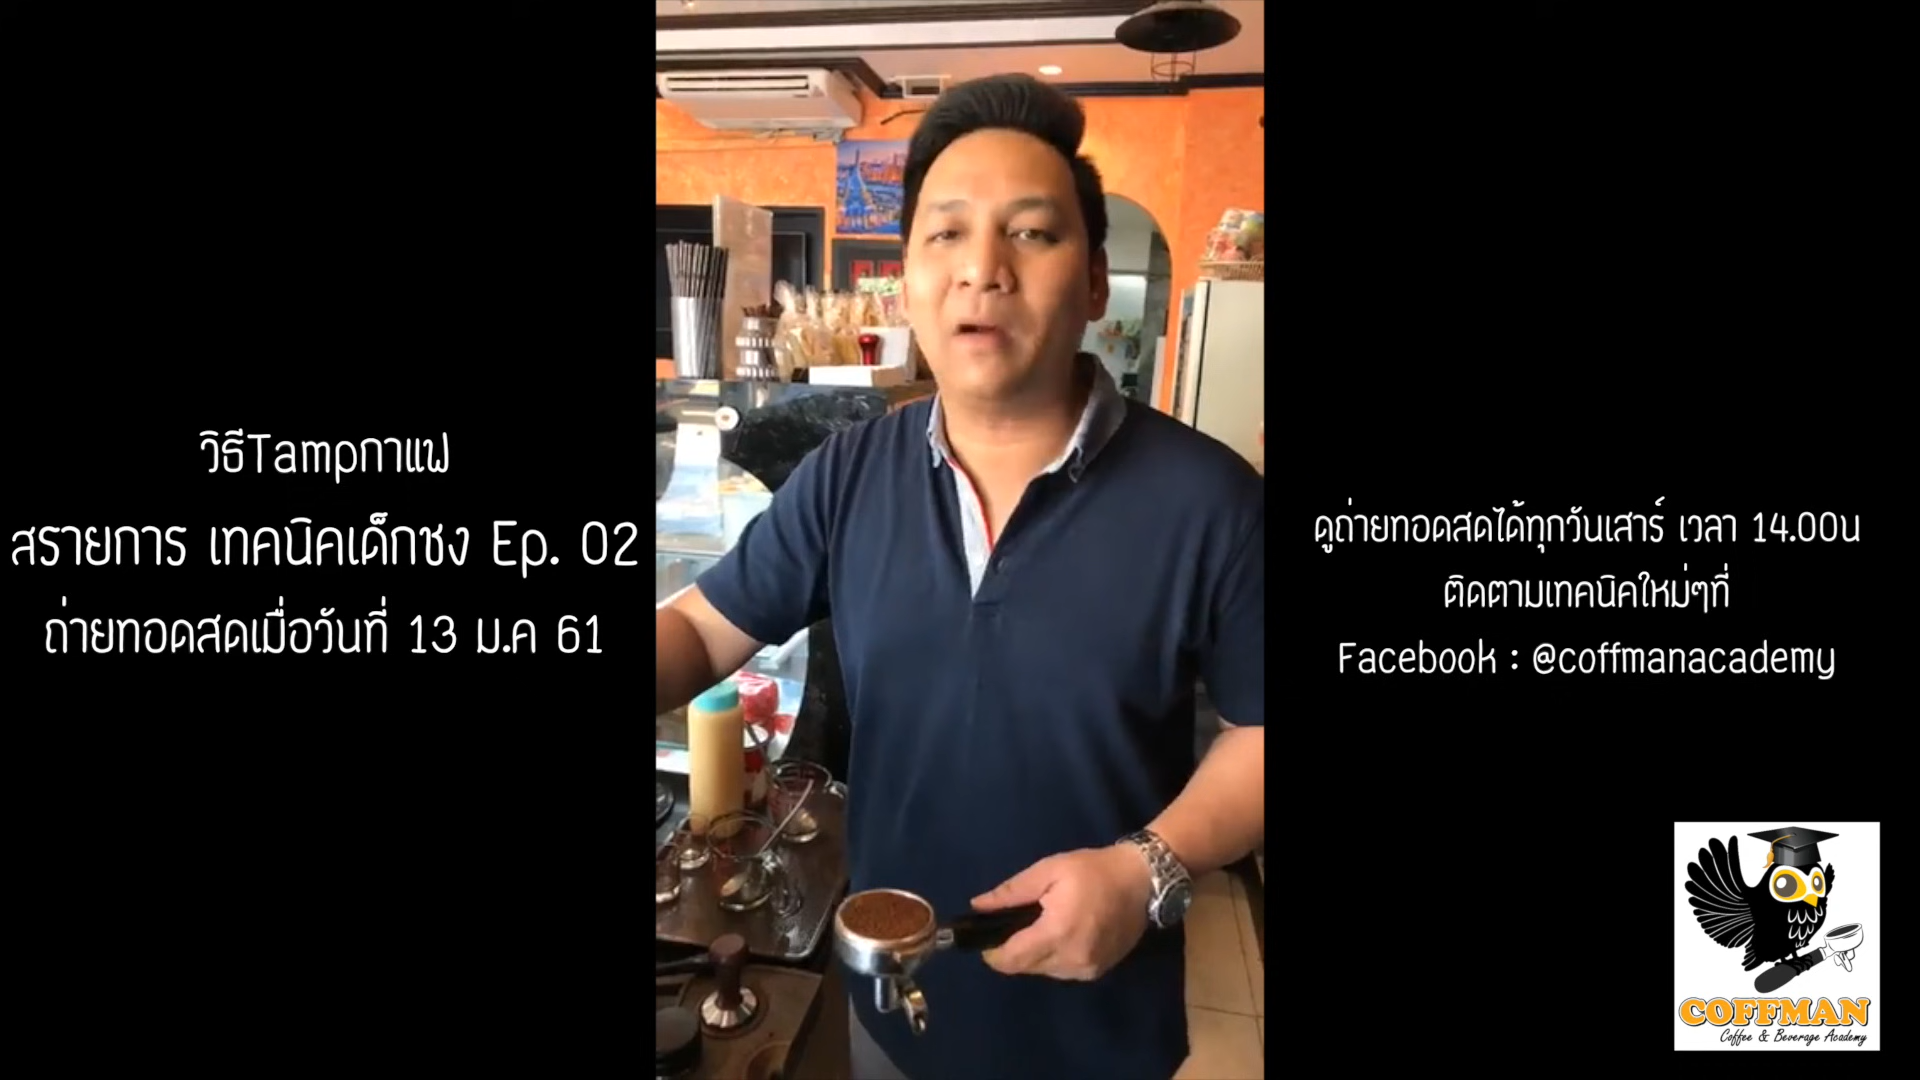 วิธีTampกาแฟ
สรายการ เทคนิคเด็กชง Ep. 02
ถ่ายทอดสดเมื่อวันที่ 13 ม.ค 61
ดูถ่ายทอดสดได้ทุกวันเสาร์ เวลา 14.00น
ติดตามเทคนิคใหม่ๆที่
Facebook : @coffmanacademy
COFFMAN
Coffee & Beverage Academy